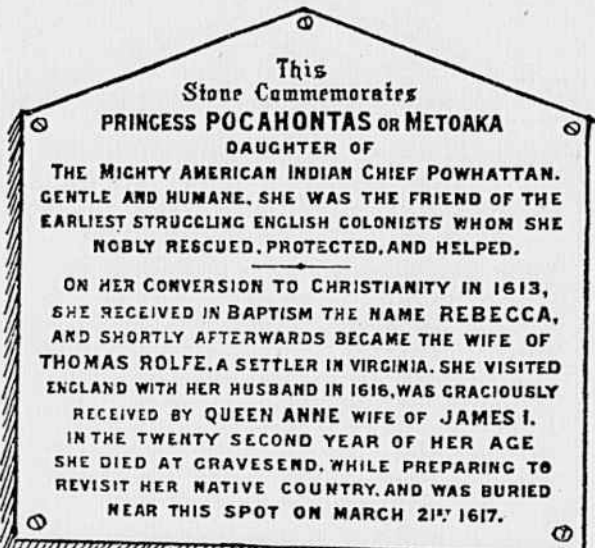 This
Stone Commemorates
PRINCESS POCAHONTAS OR METOAKA
DAUGHTER OF
THE MIGHTY AMERICAN INDIAN CHIEF POWHATTAN.
GENTLE AND HUMANE, SHE WAS THE FRIEND OF THE
EARLIEST STRUGGLING ENGLISH COLONISTS WHOM SHE
NOBLY RESCUED, PROTECTED, AND HELPED.
ON HER CONVERSION TO CHRISTIANITY IN 1613,
SHE RECEIVED IN BAPTISM THE NAME REBECCA,
AND SHORTLY AFTERWARDS BECAME THE WIFE OF
THOMAS ROLFE, A SETTLER IN VIRGINIA. SHE VISITED
ENGLAND WITH HER HUSBAND IN 1616, WAS GRACIOUSLY
RECEIVED BY QUEEN ANNE WIFE OF JAMES I.
IN THE TWENTY SECOND YEAR OF HER AGE
SHE DIED AT GRAVESEND, WHILE PREPARING TO
REVISIT HER NATIVE COUNTRY, AND WAS BURIED
NEAR THIS SPOT ON MARCH 21ST 1617.